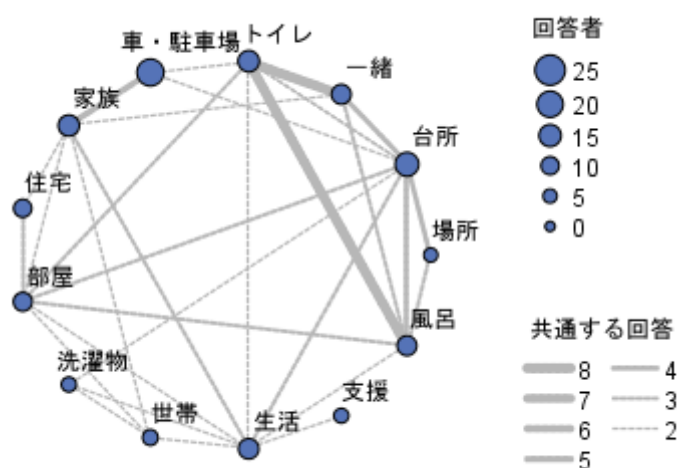 車・駐車場
トイレ
一緒
家族
台所
住宅
場所
部屋
風呂
洗濯物
世帯
生活
支援
回答者
25
20
15
10
5
0
共通する回答
8
4
7
3
6
2
5